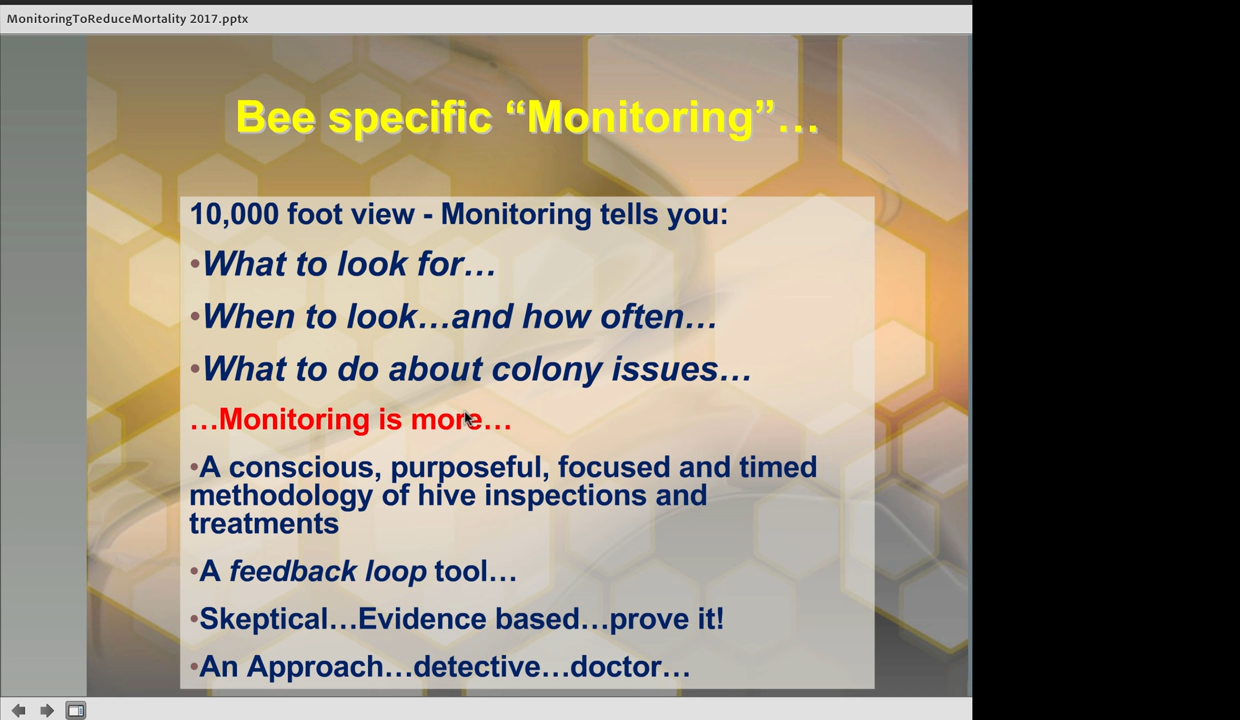 MonitoringToReduceMortality 2017.pptx
Bee specific “Monitoring”…
10,000 foot view - Monitoring tells you:
•What to look for…
•When to look…and how often…
•What to do about colony issues…
…Monitoring is more…
•A conscious, purposeful, focused and timed
methodology of hive inspections and
treatments
•A feedback loop tool…
•Skeptical…Evidence based…prove it!
•An Approach…detective…doctor…